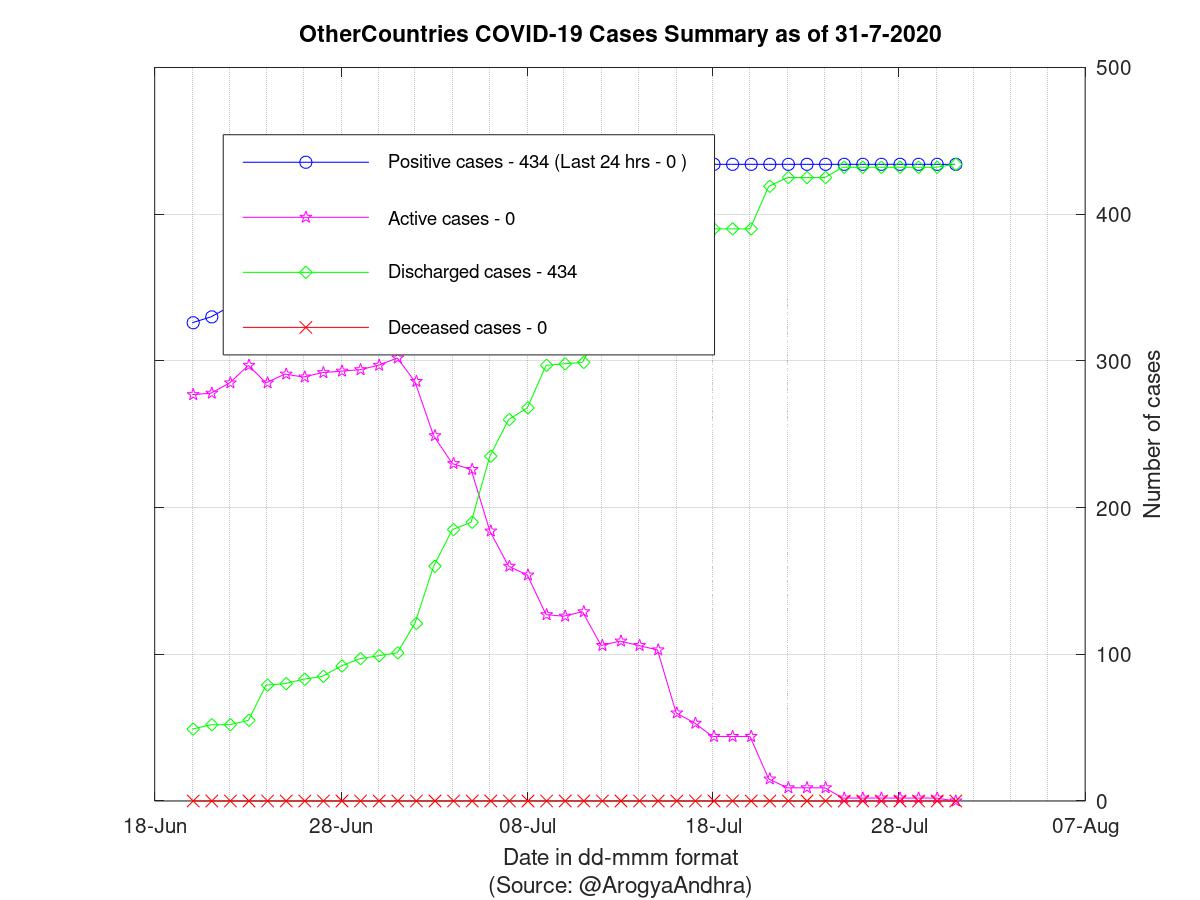 OtherCountries COVID-19 Cases Summary as of 31-7-2020
500
Positive cases - 434 (Last 24 hrs - 0 )
Active cases - 0
400
Discharged cases - 434
Deceased cases - 0
300
Number of cases
200
100
0
18-Jun 28-Jun 08-Jul 18-Jul 28-Jul 07-Aug
Date in dd-mmm format
(Source: @ArogyaAndhra)